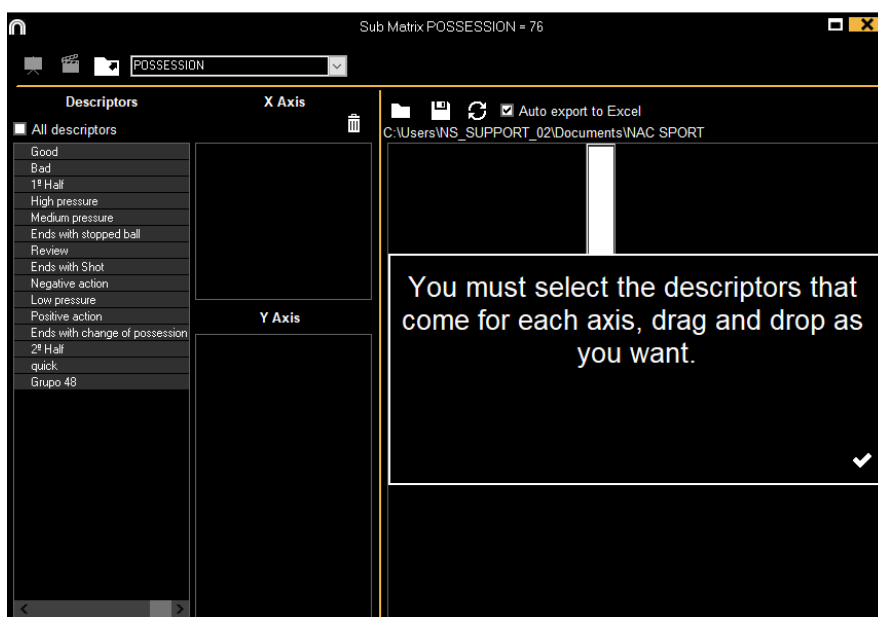 Sub Matrix POSSESSION = 76
POSSESSION
Descriptors
X Axis
All descriptors
Auto export to Excel
C:\Users\NS_SUPPORT_02\Documents\NAC SPORT
Good
Bad
1ª Half
High pressure
Medium pressure
Ends with stopped ball
Review
Ends with Shot
Negative action
Low pressure
Positive action
Ends with change of possession
2ª Half
quick
Grupo 48
Y Axis
You must select the descriptors that
come for each axis, drag and drop as
you want.